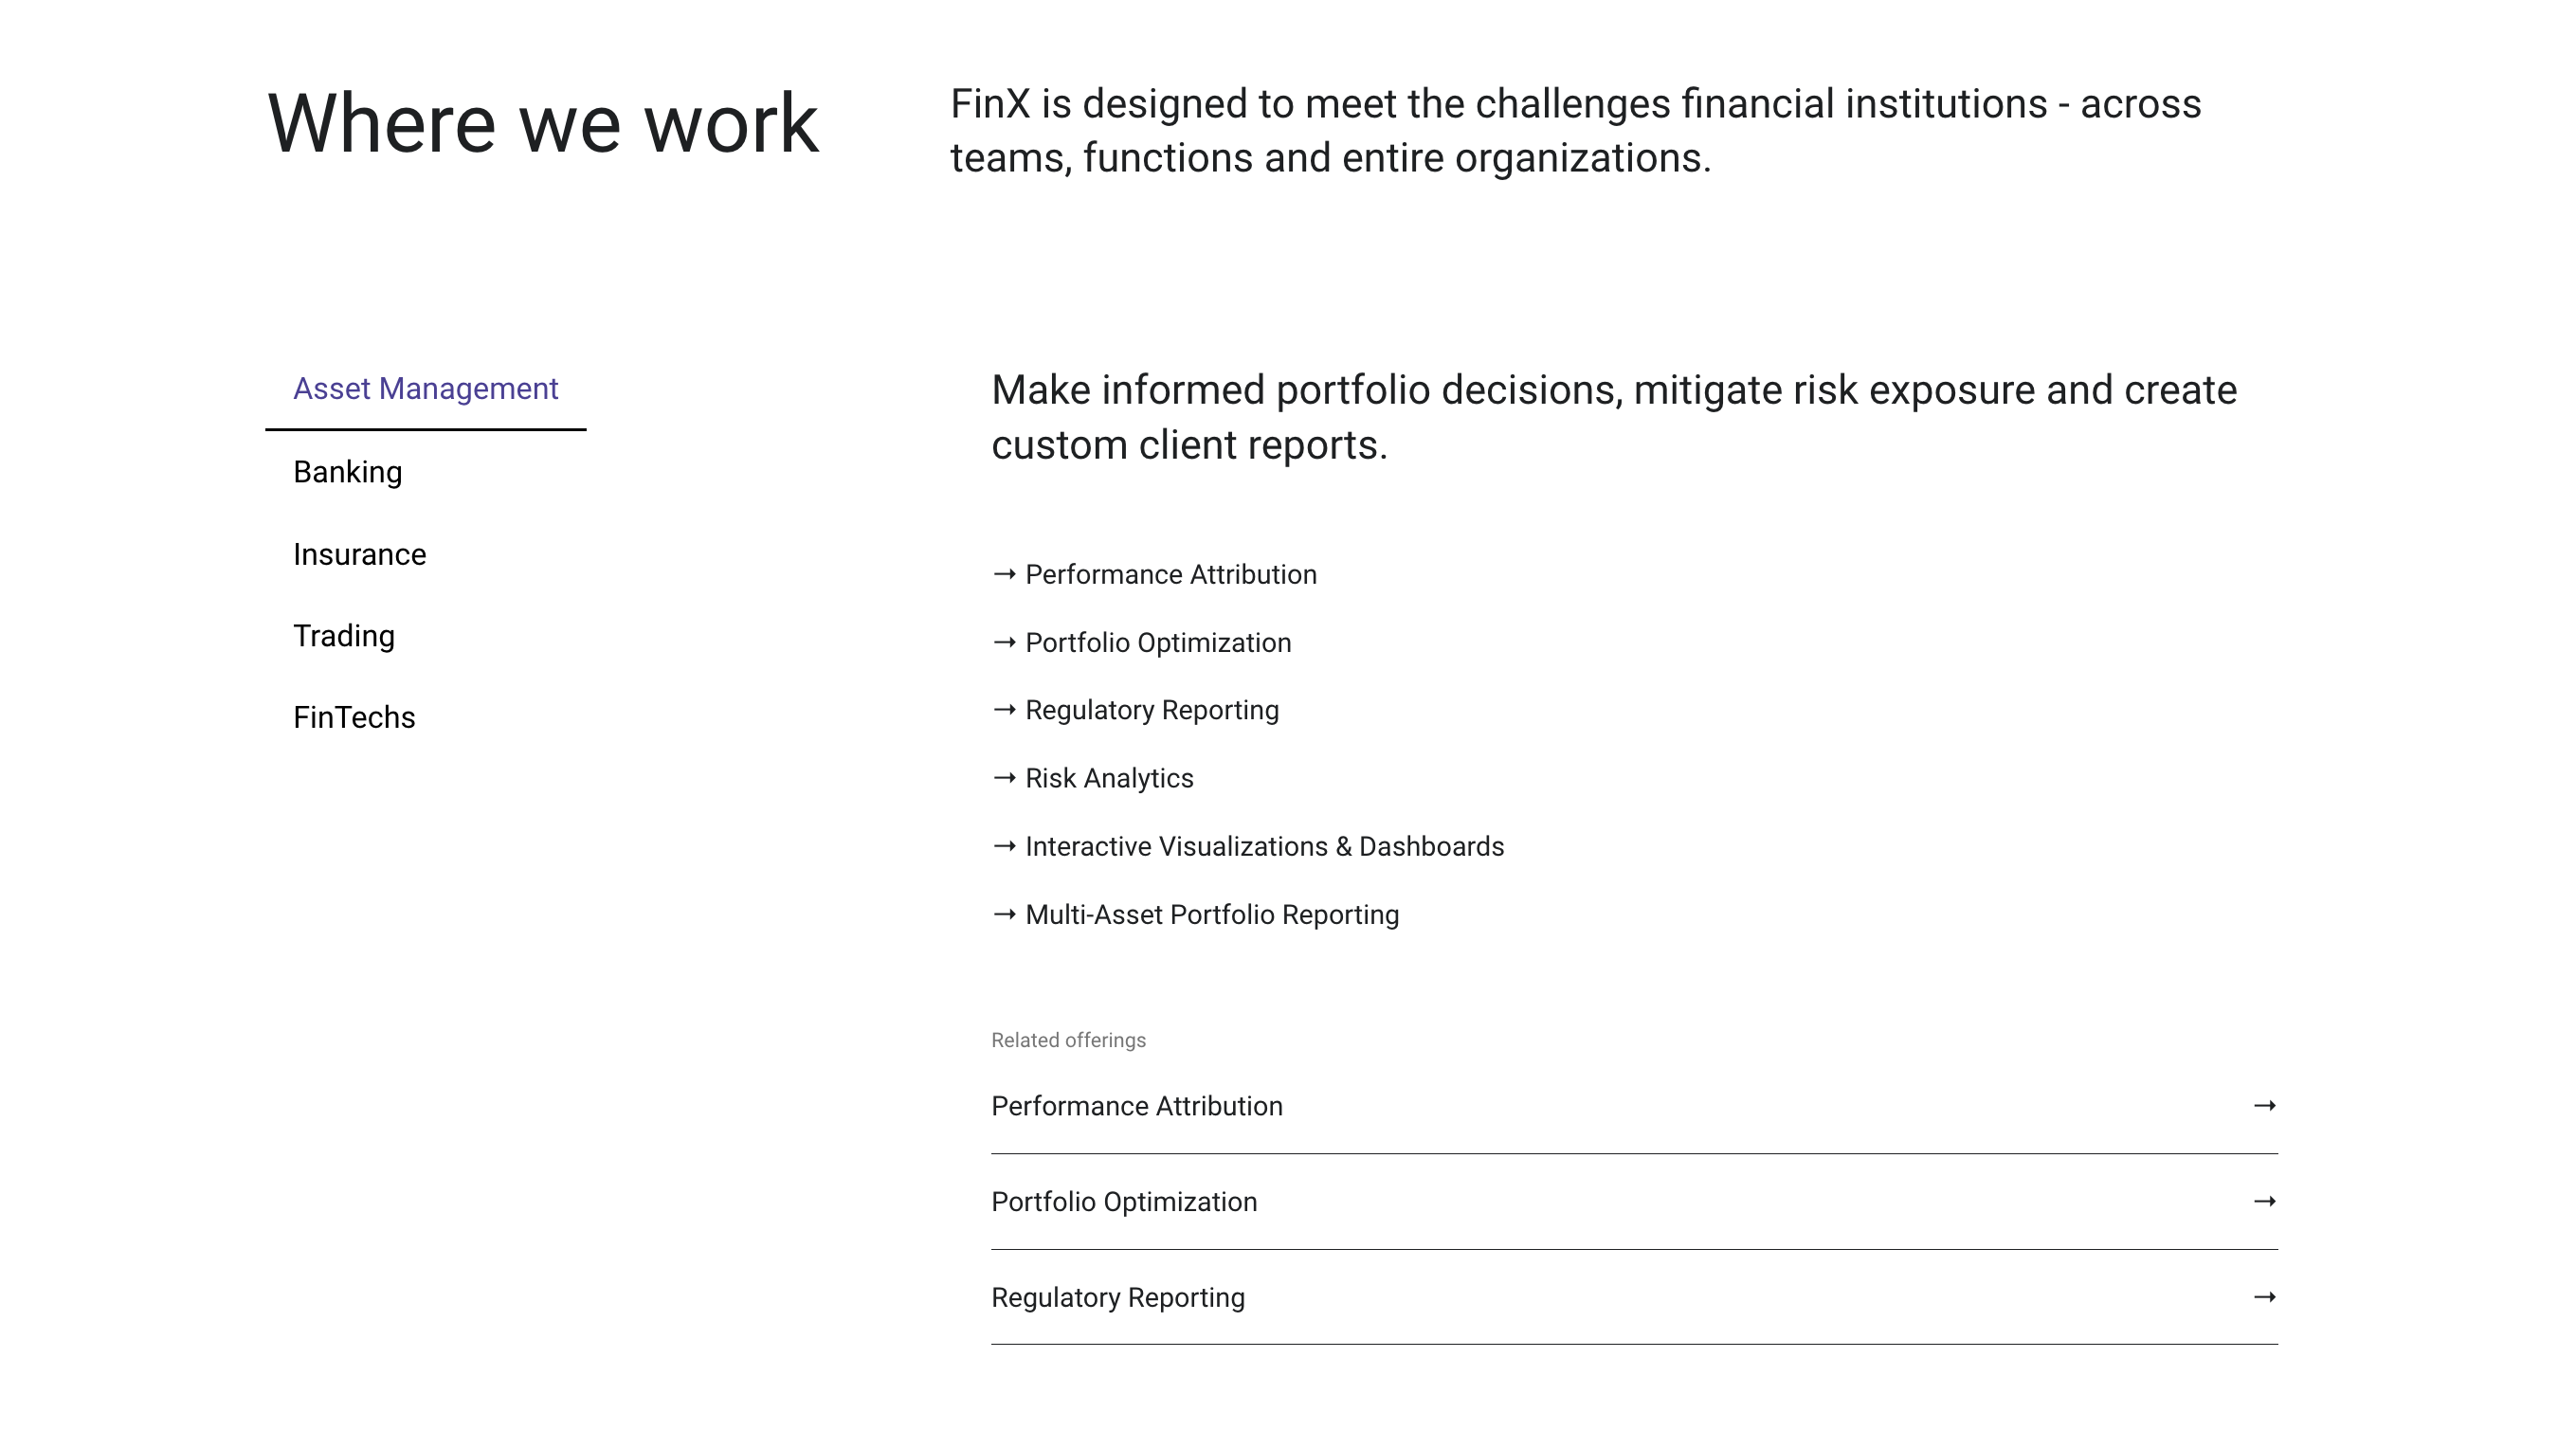 Where we work
FinX is designed to meet the challenges financial institutions - across
teams, functions and entire organizations.
Asset Management
Banking
Insurance
Trading
FinTechs
Make informed portfolio decisions, mitigate risk exposure and create
custom client reports.
→ Performance Attribution
→ Portfolio Optimization
→ Regulatory Reporting
→ Risk Analytics
→ Interactive Visualizations & Dashboards
→ Multi-Asset Portfolio Reporting
Related offerings
Performance Attribution →
Portfolio Optimization →
Regulatory Reporting →